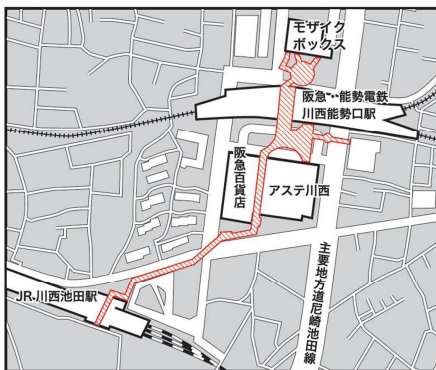 モザイク
ボックス
阪急・能勢電鉄
川西能勢口駅
阪急百貨店
アステ川西
主要地方道尼崎池田線
JR.川西池田駅